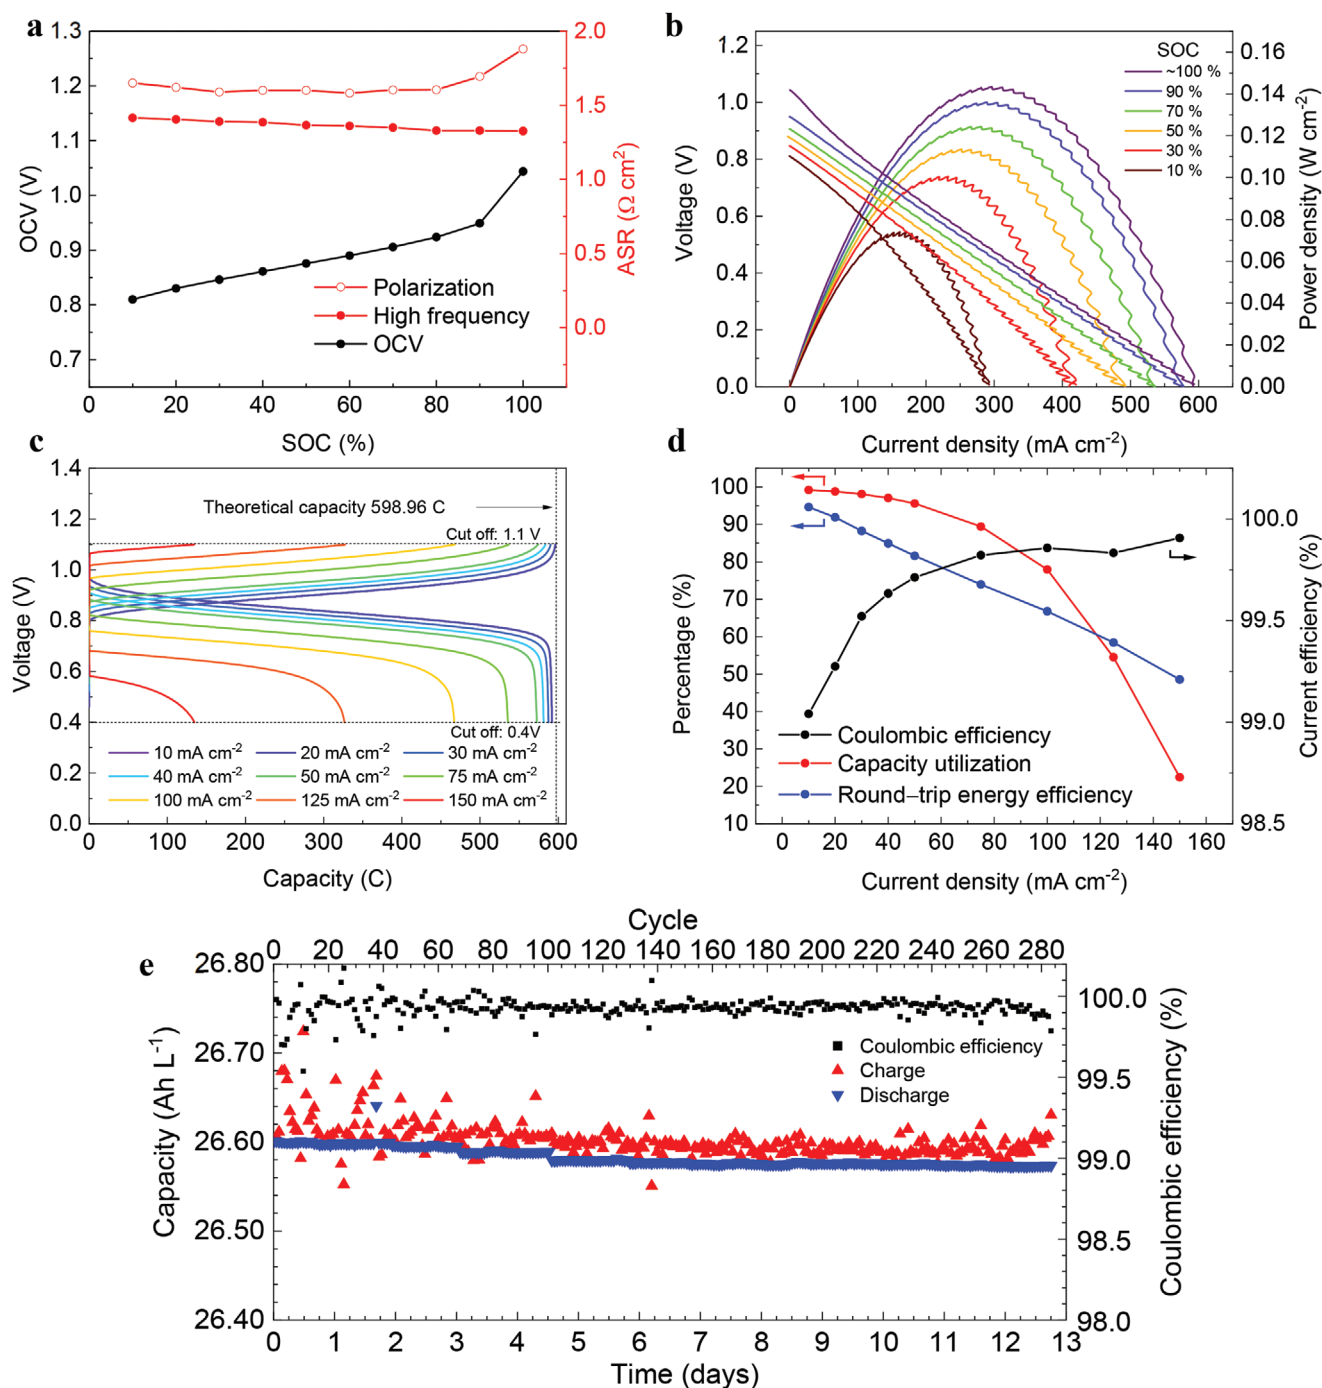 a
1.3
1.2
1.1
1.0
0.9
0.8
0.7
OCV (V)
2.0
1.5
1.0
0.5
0.0
ASR (Ω cm²)
Polarization
High frequency
OCV
0 20 40 60 80 100
SOC (%)
b
1.2
1.0
0.8
0.6
0.4
0.2
0.0
Voltage (V)
SOC
~100 %
90 %
70 %
50 %
30 %
10 %
0.16
0.14
0.12
0.10
0.08
0.06
0.04
0.02
0.00
Power density (W cm⁻²)
0 100 200 300 400 500 600
Current density (mA cm⁻²)
c
1.4
1.2
1.0
0.8
0.6
0.4
0.2
0.0
Voltage (V)
Theoretical capacity 598.96 C
Cut off: 1.1 V
Cut off: 0.4V
10 mA cm⁻² 20 mA cm⁻² 30 mA cm⁻²
40 mA cm⁻² 50 mA cm⁻² 75 mA cm⁻²
100 mA cm⁻² 125 mA cm⁻² 150 mA cm⁻²
0 100 200 300 400 500 600
Capacity (C)
d
100
90
80
70
60
50
40
30
20
10
Percentage (%)
100.0
99.5
99.0
98.5
Current efficiency (%)
Coulombic efficiency
Capacity utilization
Round–trip energy efficiency
0 20 40 60 80 100 120 140 160
Current density (mA cm⁻²)
e
Cycle
0 20 40 60 80 100 120 140 160 180 200 220 240 260 280
26.80
26.70
26.60
26.50
26.40
Capacity (Ah L⁻¹)
Coulombic efficiency
Charge
Discharge
100.0
99.5
99.0
98.5
98.0
Coulombic efficiency (%)
0 1 2 3 4 5 6 7 8 9 10 11 12 13
Time (days)